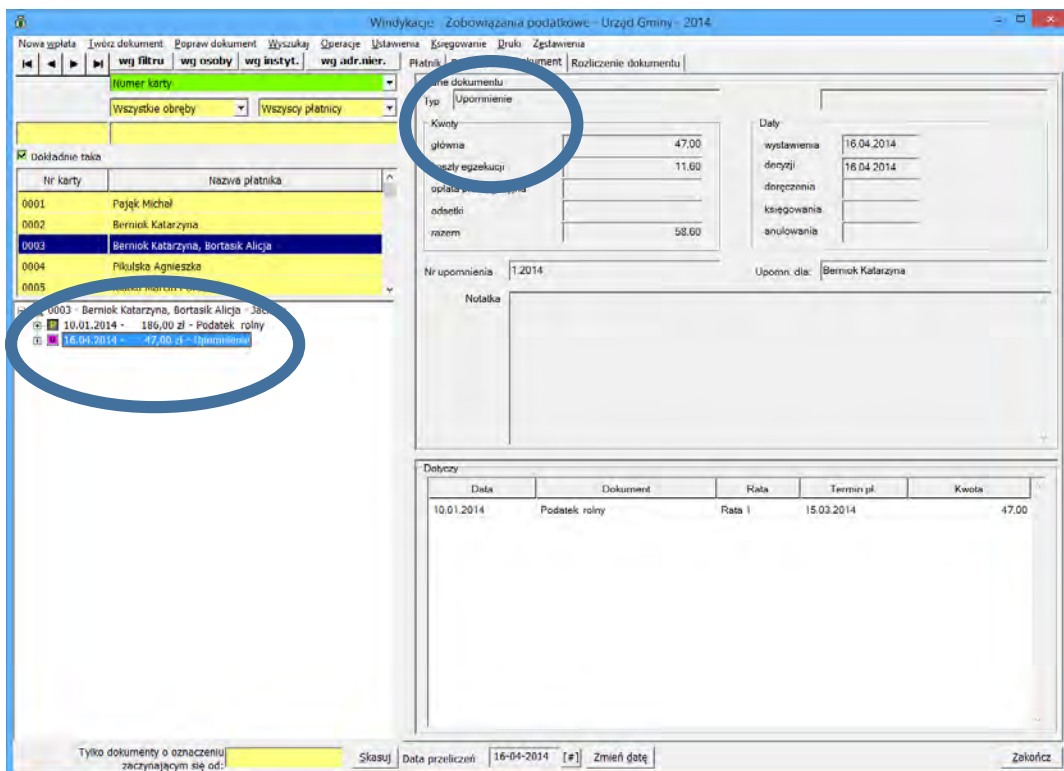 Windykacje - Zobowiązania podatkowe - Urząd Gminy - 2014
Nowa wpłata Twórz dokument Popraw dokument Wyszukaj Operacje Ustawienia Księgowanie Druki Zestawienia
wg filtru wg osoby wg instyt. wg adr.nier.
Płatnik Rozliczenie dokumentu
Numer karty
Wszystkie obręby Wszyscy płatnicy
Dokładnie taka
Nr karty Nazwa płatnika
0001 Pająk Michał
0002 Berniok Katarzyna
0003 Berniok Katarzyna, Bortasik Alicja
0004 Pikulska Agnieszka
0005
0003 - Berniok Katarzyna, Bortasik Alicja
10.01.2014 - 186,00 zł - Podatek rolny
16.04.2014 - 47,00 zł - Upomnienie
Tylko dokumenty o oznaczeniu
zaczynającym się od:
Skasuj
dokumentu
Typ Upomnienie
Kwoty
główna 47,00
egzekucji 11,60
opłata
odsetki
razem 58,60
Daty
wystawienia 16.04.2014
decyzji 16.04.2014
doręczenia
księgowania
anulowania
Nr upomnienia 1.2014
Upomn. dla: Berniok Katarzyna
Notatka
Dotyczy
Data Dokument Rata Termin pł. Kwota
10.01.2014 Podatek rolny Rata 1 15.03.2014 47,00
Data przeliczeń 16-04-2014 [#] Zmień datę
Zakończ